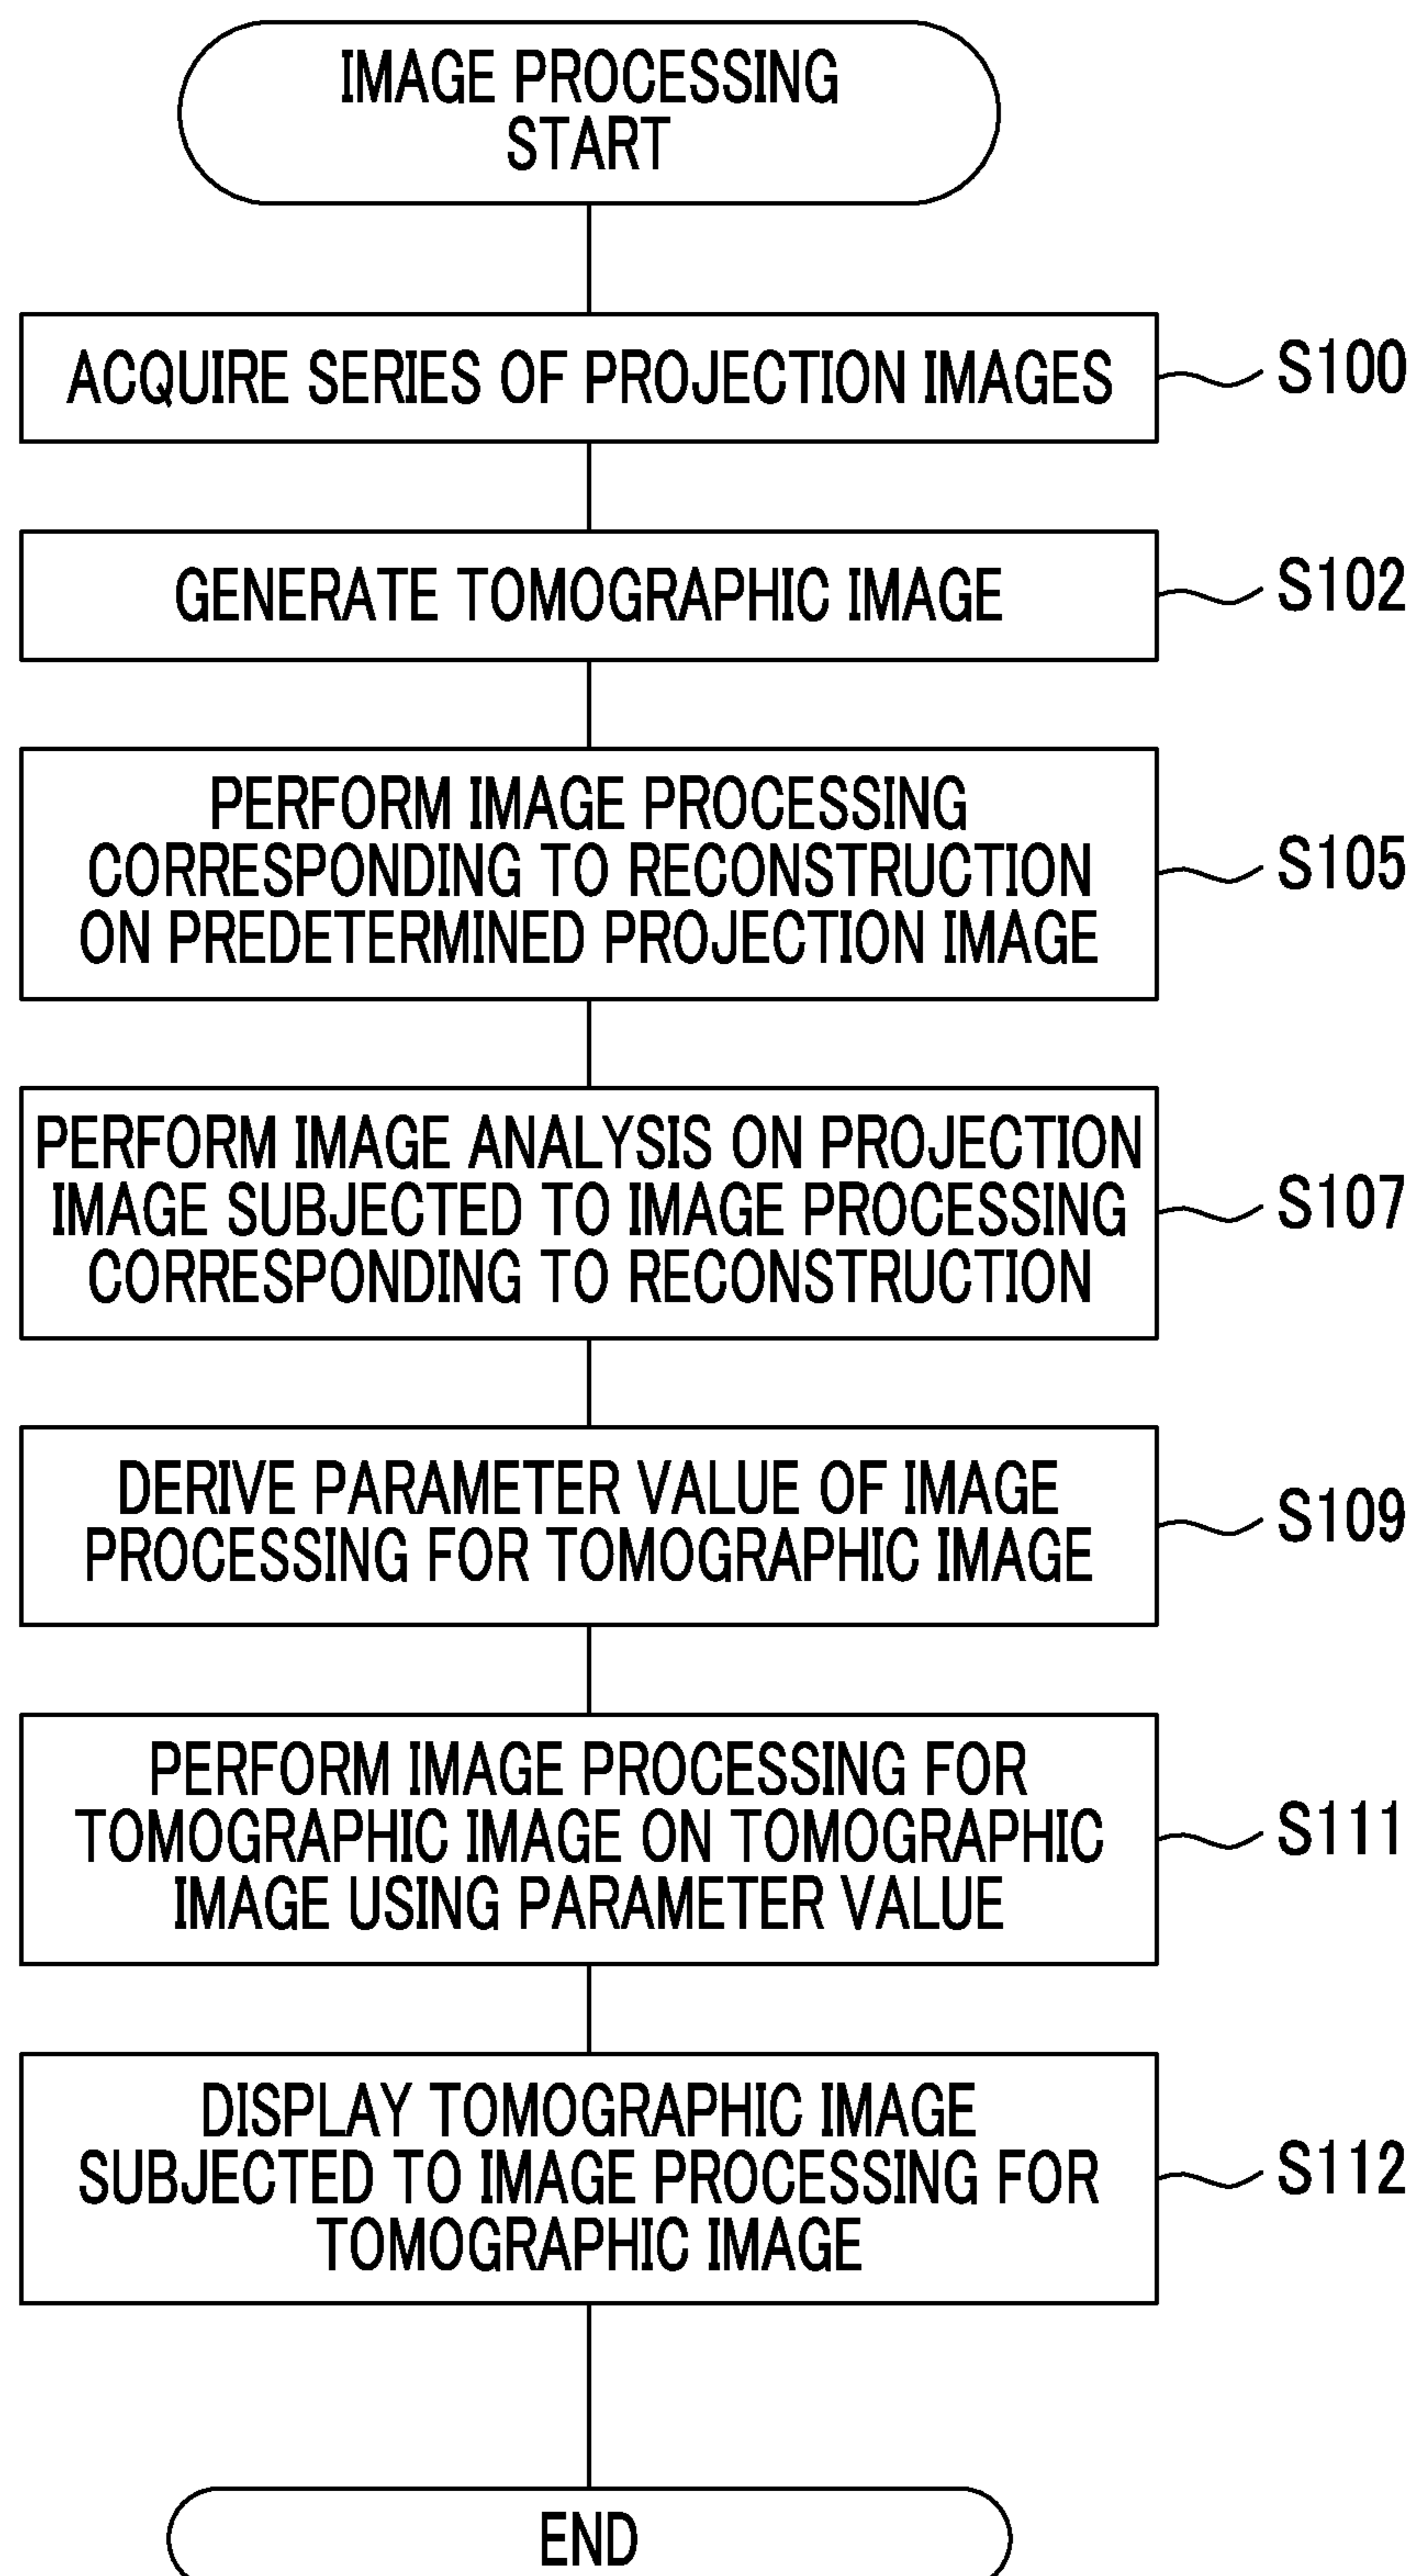 IMAGE PROCESSING
START
ACQUIRE SERIES OF PROJECTION IMAGES
S100
GENERATE TOMOGRAPHIC IMAGE
S102
PERFORM IMAGE PROCESSING
CORRESPONDING TO RECONSTRUCTION
ON PREDETERMINED PROJECTION IMAGE
S105
PERFORM IMAGE ANALYSIS ON PROJECTION
IMAGE SUBJECTED TO IMAGE PROCESSING
CORRESPONDING TO RECONSTRUCTION
S107
DERIVE PARAMETER VALUE OF IMAGE
PROCESSING FOR TOMOGRAPHIC IMAGE
S109
PERFORM IMAGE PROCESSING FOR
TOMOGRAPHIC IMAGE ON TOMOGRAPHIC
IMAGE USING PARAMETER VALUE
S111
DISPLAY TOMOGRAPHIC IMAGE
SUBJECTED TO IMAGE PROCESSING FOR
TOMOGRAPHIC IMAGE
S112
END